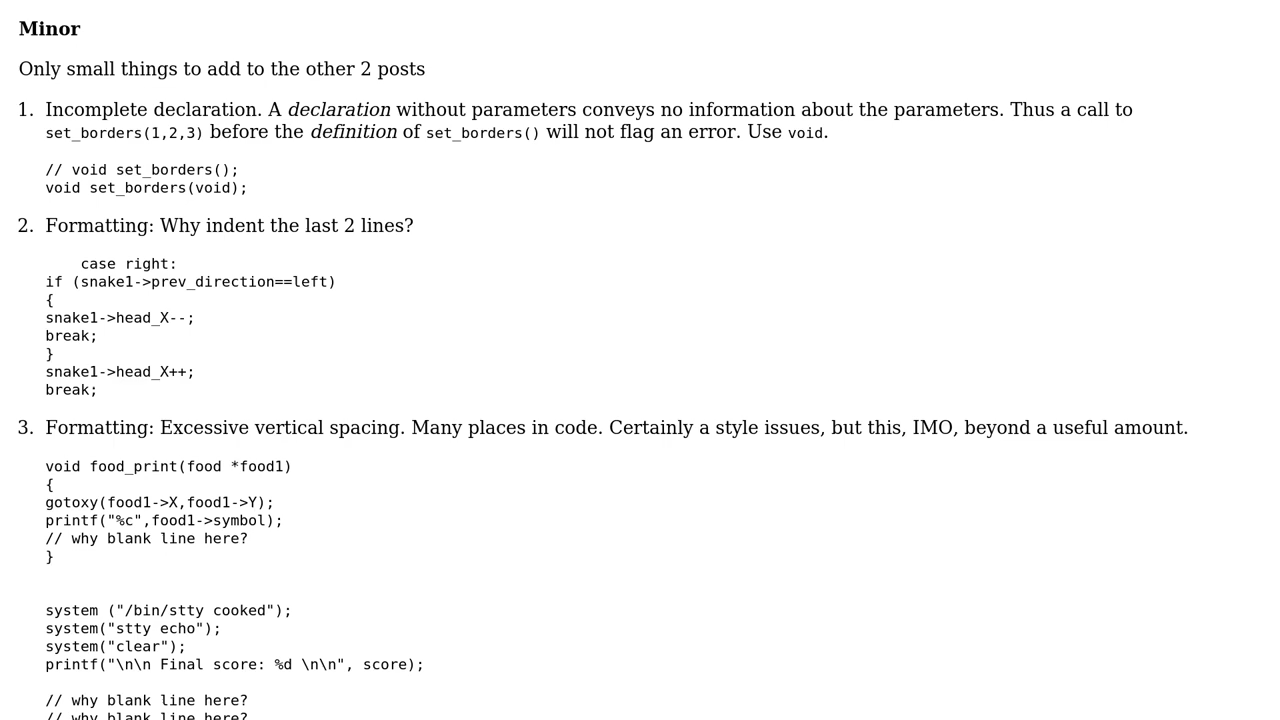 Minor
Only small things to add to the other 2 posts
1. Incomplete declaration. A declaration without parameters conveys no information about the parameters. Thus a call to
set_borders(1,2,3) before the definition of set_borders() will not flag an error. Use void.
// void set_borders();
void set_borders(void);
2. Formatting: Why indent the last 2 lines?
case right:
if (snake1->prev_direction==left)
{
snake1->head_X--;
break;
}
snake1->head_X++;
break;
3. Formatting: Excessive vertical spacing. Many places in code. Certainly a style issues, but this, IMO, beyond a useful amount.
void food_print(food *food1)
{
gotoxy(food1->X,food1->Y);
printf("%c",food1->symbol);
// why blank line here?
}
system ("/bin/stty cooked");
system("stty echo");
system("clear");
printf("\n\n Final score: %d \n\n", score);
// why blank line here?
// why blank line here?